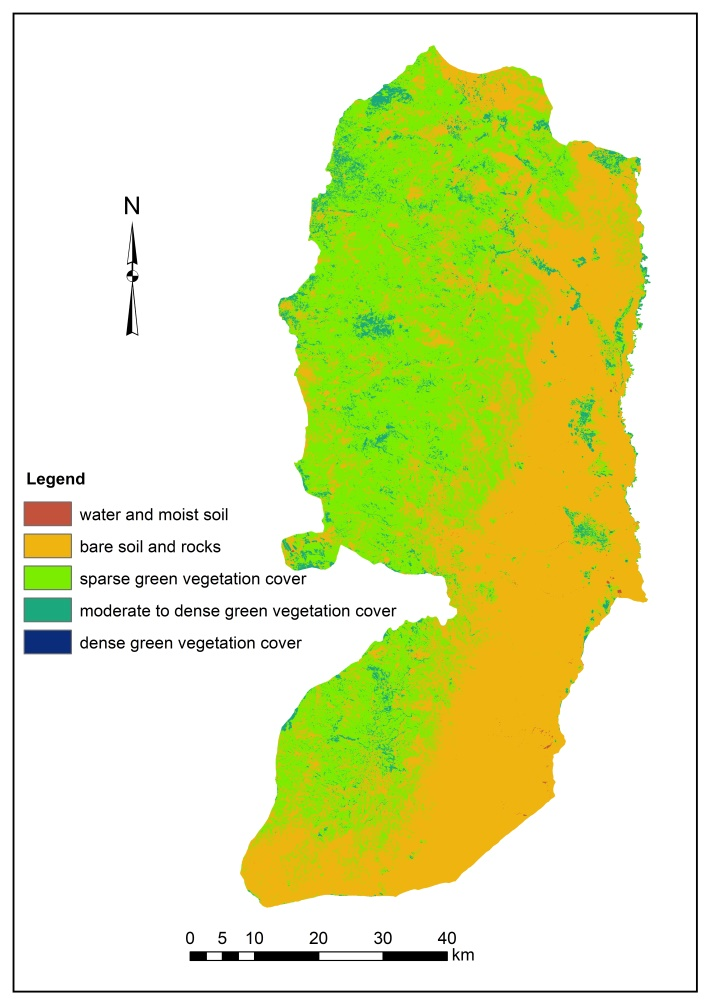 N
Legend
water and moist soil
bare soil and rocks
sparse green vegetation cover
moderate to dense green vegetation cover
dense green vegetation cover
0 5 10 20 30 40
km